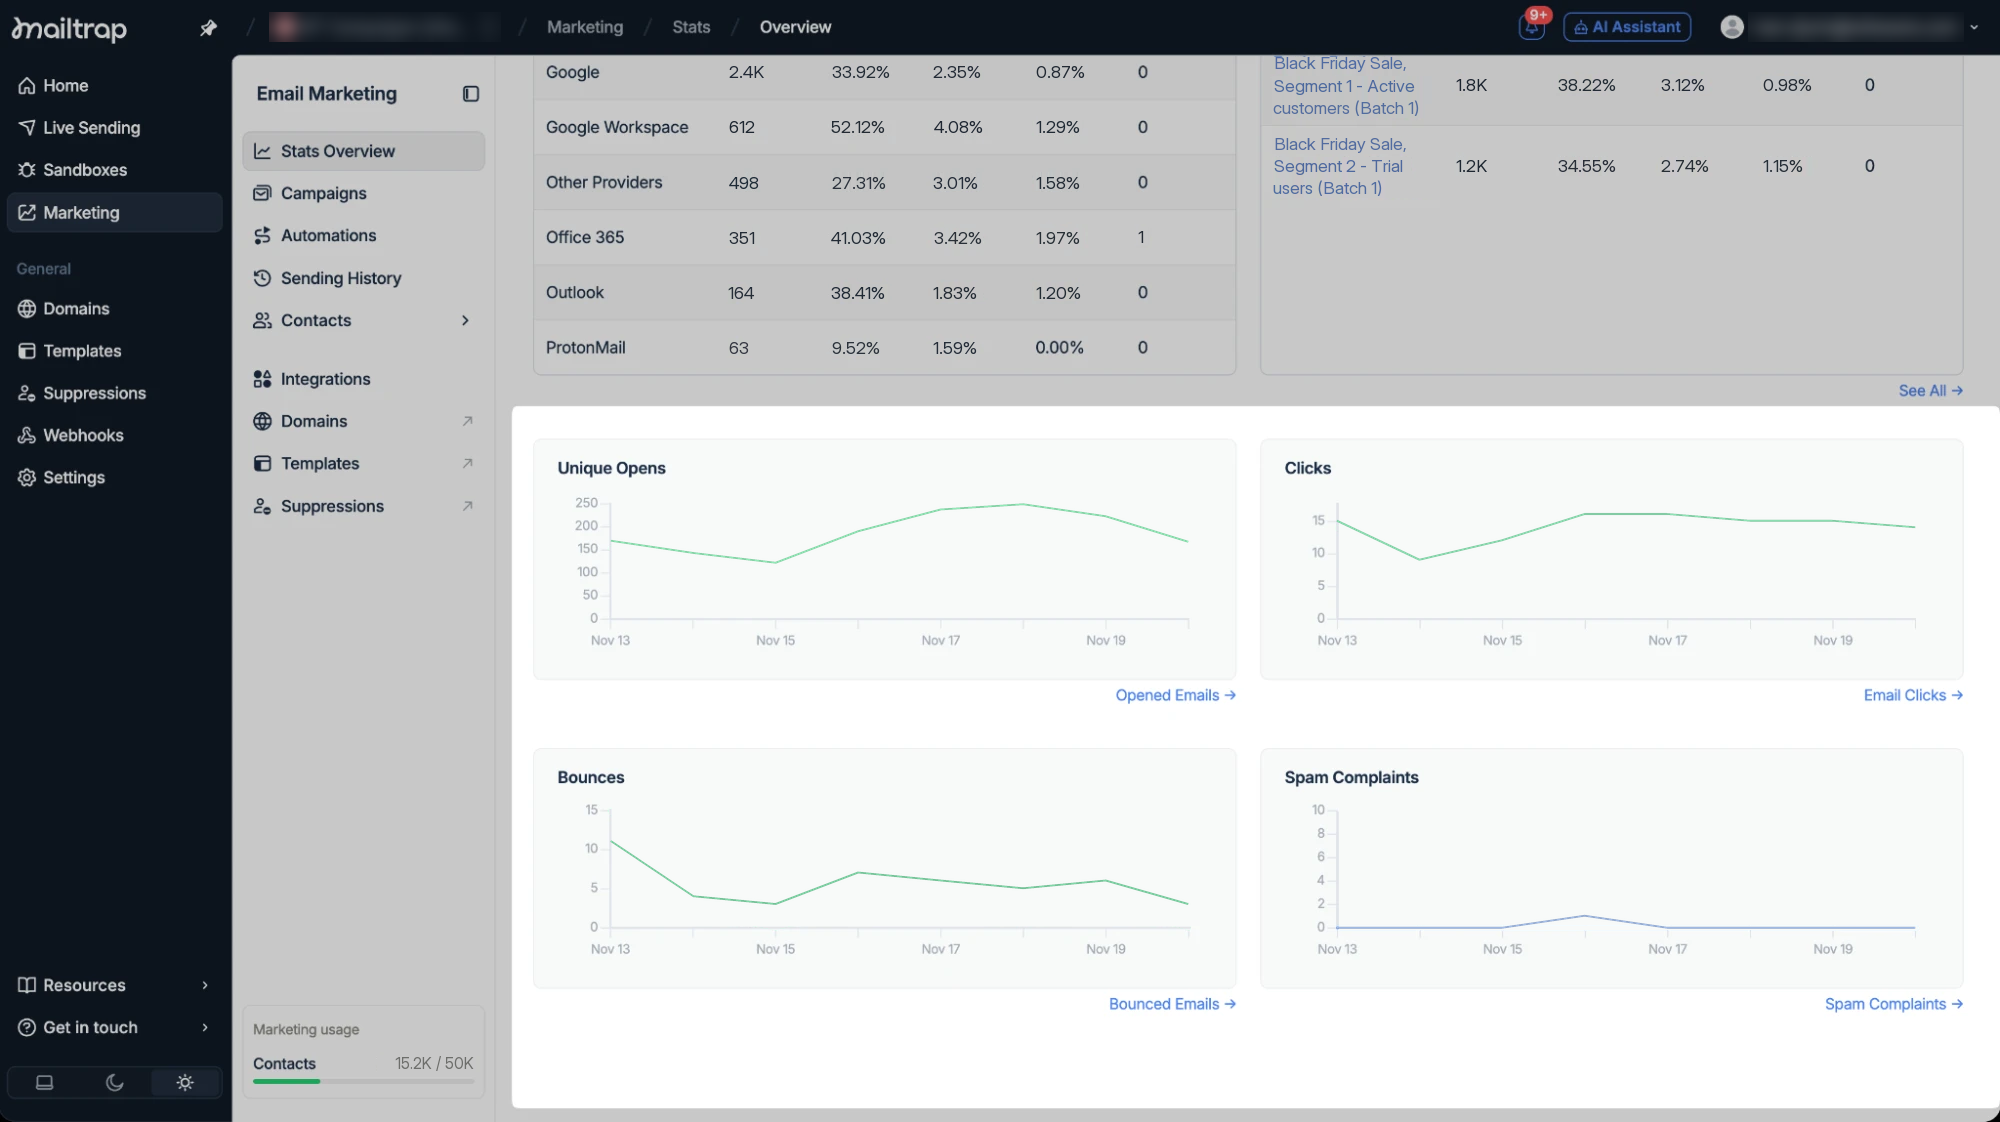 mailtrap
/
/ Marketing / Stats / Overview
9+
AI Assistant
Home
Live Sending
Sandboxes
Marketing
General
Domains
Templates
Suppressions
Webhooks
Settings
Resources
Get in touch
Email Marketing
Stats Overview
Campaigns
Automations
Sending History
Contacts
Integrations
Domains
Templates
Suppressions
Marketing usage
Contacts 15.2K / 50K
Google 2.4K 33.92% 2.35% 0.87% 0
Google Workspace 612 52.12% 4.08% 1.29% 0
Other Providers 498 27.31% 3.01% 1.58% 0
Office 365 351 41.03% 3.42% 1.97% 1
Outlook 164 38.41% 1.83% 1.20% 0
ProtonMail 63 9.52% 1.59% 0.00% 0
Black Friday Sale,
Segment 1 - Active 1.8K 38.22% 3.12% 0.98% 0
customers (Batch 1)
Black Friday Sale,
Segment 2 - Trial 1.2K 34.55% 2.74% 1.15% 0
users (Batch 1)
See All →
Unique Opens
250
200
150
100
50
0
Nov 13 Nov 15 Nov 17 Nov 19
Opened Emails →
Clicks
15
10
5
0
Nov 13 Nov 15 Nov 17 Nov 19
Email Clicks →
Bounces
15
10
5
0
Nov 13 Nov 15 Nov 17 Nov 19
Bounced Emails →
Spam Complaints
10
8
6
4
2
0
Nov 13 Nov 15 Nov 17 Nov 19
Spam Complaints →